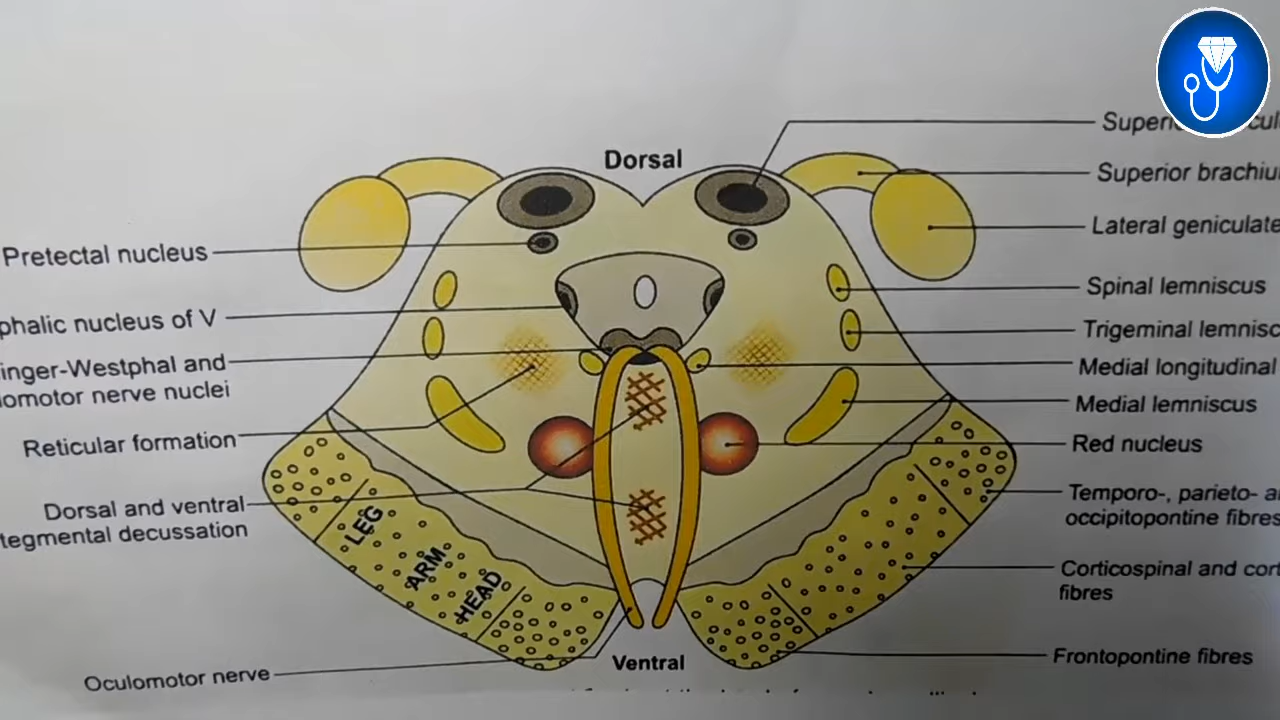 Dorsal
Superior brachiu
Lateral geniculate
Pretectal nucleus
Spinal lemniscus
phalic nucleus of V
Trigeminal lemnisc
inger-Westphal and
lomotor nerve nuclei
Medial longitudinal
Medial lemniscus
Reticular formation
Red nucleus
Dorsal and ventral
tegmental decussation
Temporo-, parieto- a
occipitopontine fibres
LEG
ARM
HEAD
Corticospinal and cort
fibres
Oculomotor nerve
Ventral
Frontopontine fibres